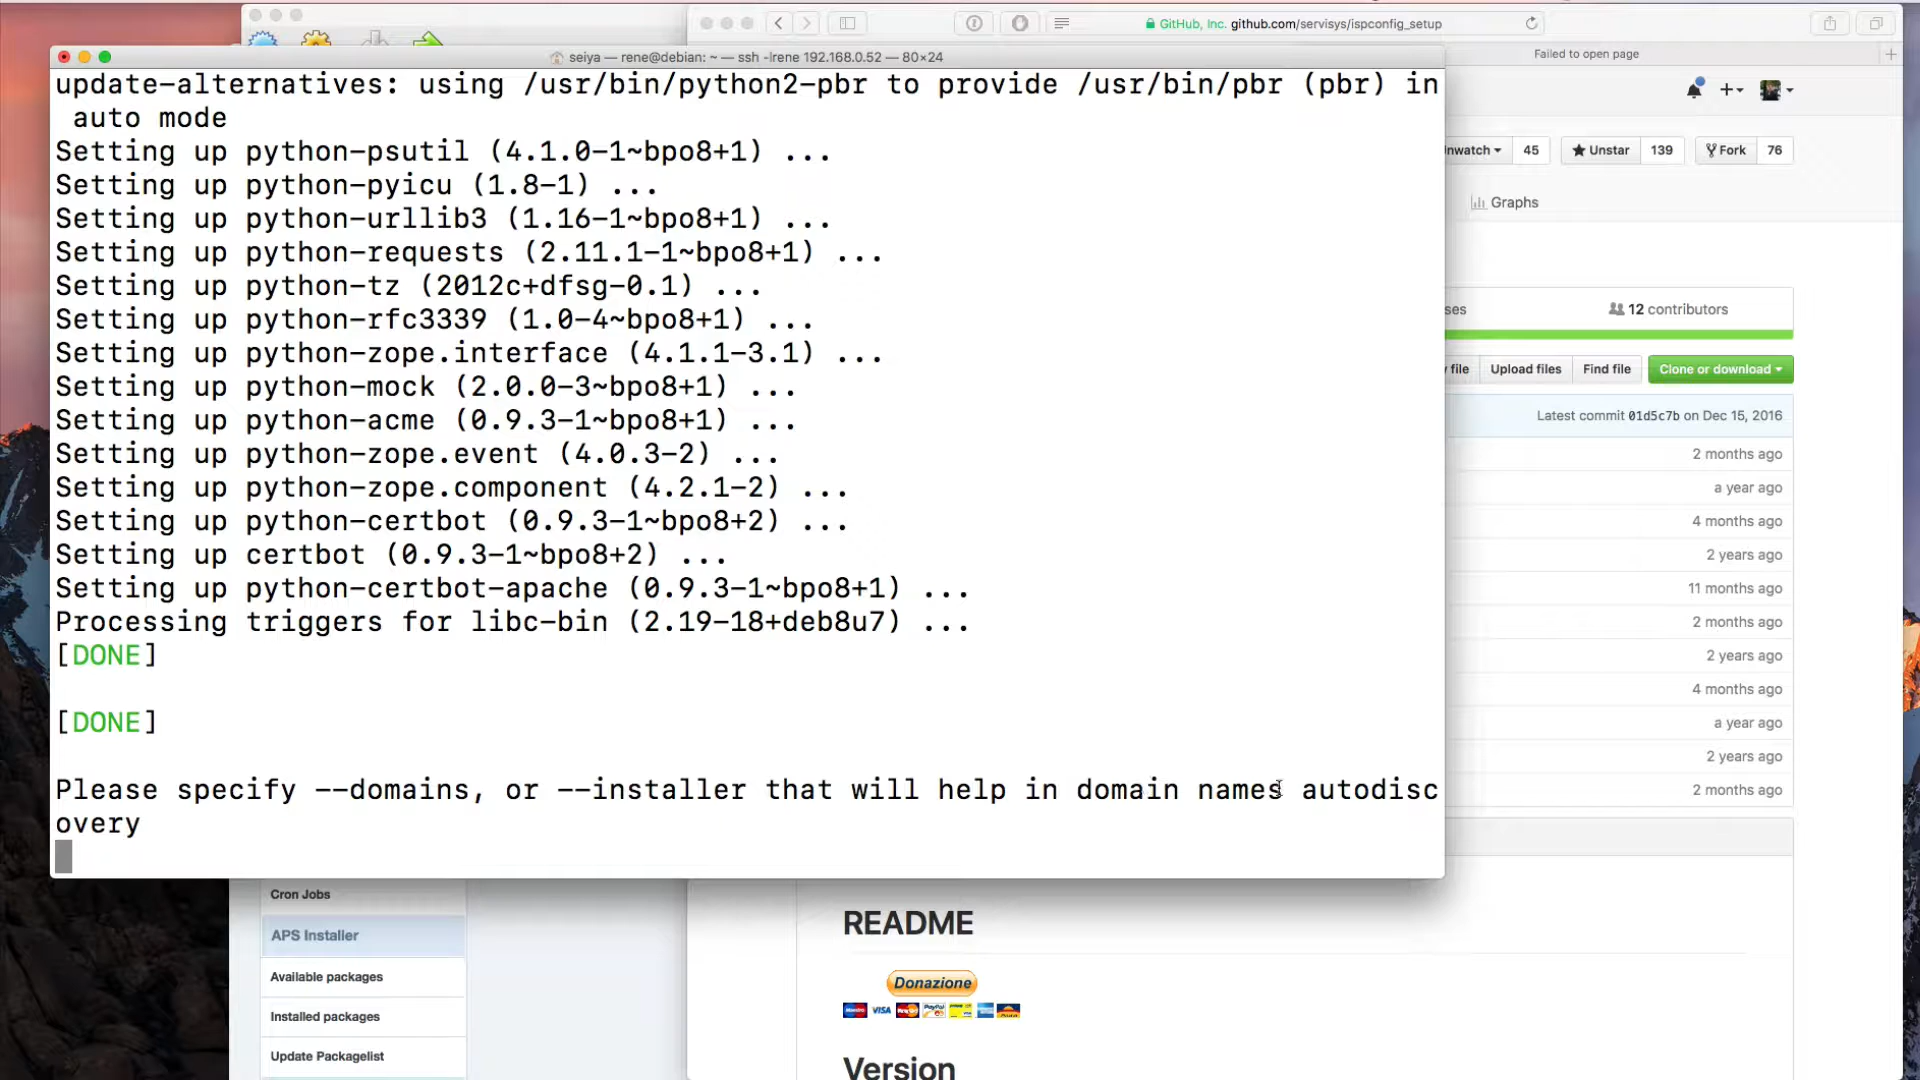 GitHub, Inc. github.com/servisys/ispconfig_setup
seiya — rene@debian: ~ — ssh -lrene 192.168.0.52 — 80×24
Failed to open page
update-alternatives: using /usr/bin/python2-pbr to provide /usr/bin/pbr (pbr) in
auto mode
Setting up python-psutil (4.1.0-1~bpo8+1) ...
Setting up python-pyicu (1.8-1) ...
Setting up python-urllib3 (1.16-1~bpo8+1) ...
Setting up python-requests (2.11.1-1~bpo8+1) ...
Setting up python-tz (2012c+dfsg-0.1) ...
Setting up python-rfc3339 (1.0-4~bpo8+1) ...
Setting up python-zope.interface (4.1.1-3.1) ...
Setting up python-mock (2.0.0-3~bpo8+1) ...
Setting up python-acme (0.9.3-1~bpo8+1) ...
Setting up python-zope.event (4.0.3-2) ...
Setting up python-zope.component (4.2.1-2) ...
Setting up python-certbot (0.9.3-1~bpo8+2) ...
Setting up certbot (0.9.3-1~bpo8+2) ...
Setting up python-certbot-apache (0.9.3-1~bpo8+1) ...
Processing triggers for libc-bin (2.19-18+deb8u7) ...
[DONE]
[DONE]
Please specify --domains, or --installer that will help in domain names autodisc
overy
nwatch 45 Unstar 139 Fork 76
Graphs
ses 12 contributors
file Upload files Find file Clone or download
Latest commit 01d5c7b on Dec 15, 2016
2 months ago
a year ago
4 months ago
2 years ago
11 months ago
2 months ago
2 years ago
4 months ago
a year ago
2 years ago
2 months ago
Cron Jobs
APS Installer
Available packages
Installed packages
Update Packagelist
README
Donazione
VISA
PayPal
Version